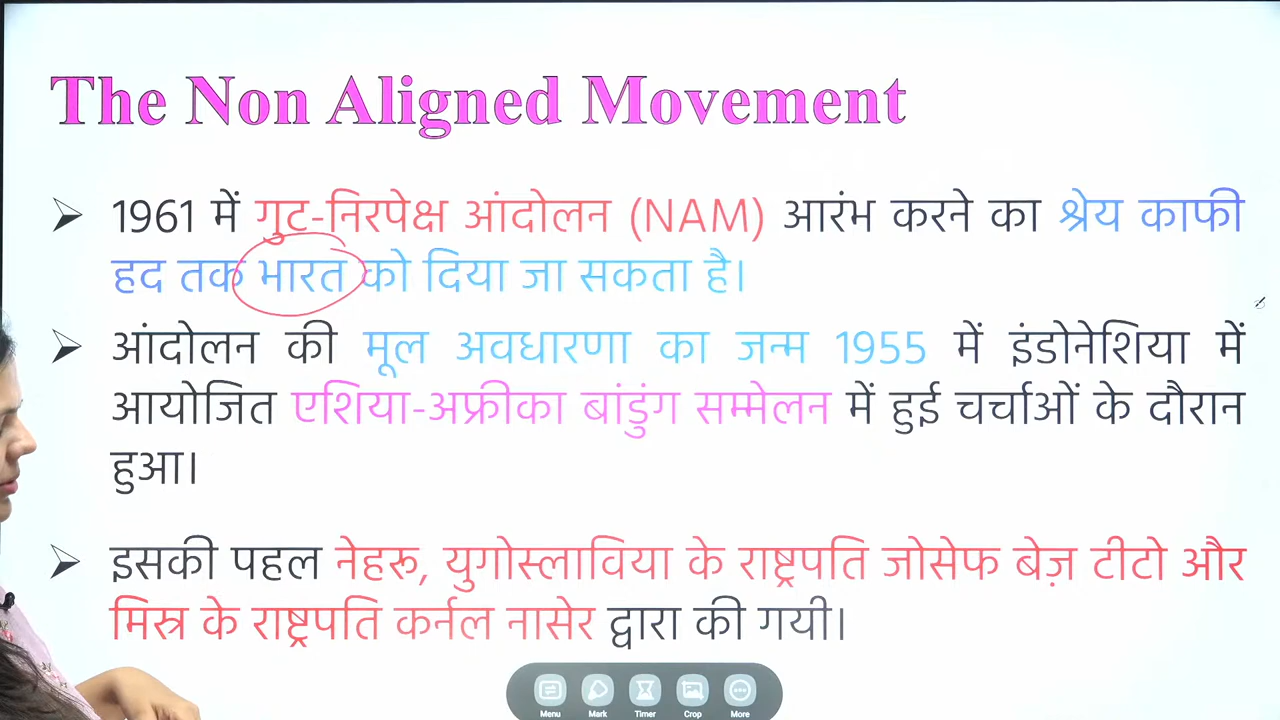 The Non Aligned Movement
➢ 1961 में गुट-निरपेक्ष आंदोलन (NAM) आरंभ करने का श्रेय काफी
हद तक भारत को दिया जा सकता है।
➢ आंदोलन की मूल अवधारणा का जन्म 1955 में इंडोनेशिया में
आयोजित एशिया-अफ्रीका बांडुंग सम्मेलन में हुई चर्चाओं के दौरान
हुआ।
➢ इसकी पहल नेहरू, युगोस्लाविया के राष्ट्रपति जोसेफ बेज़ टीटो और
मिस्र के राष्ट्रपति कर्नल नासेर द्वारा की गयी।
Menu Mark Timer Crop More